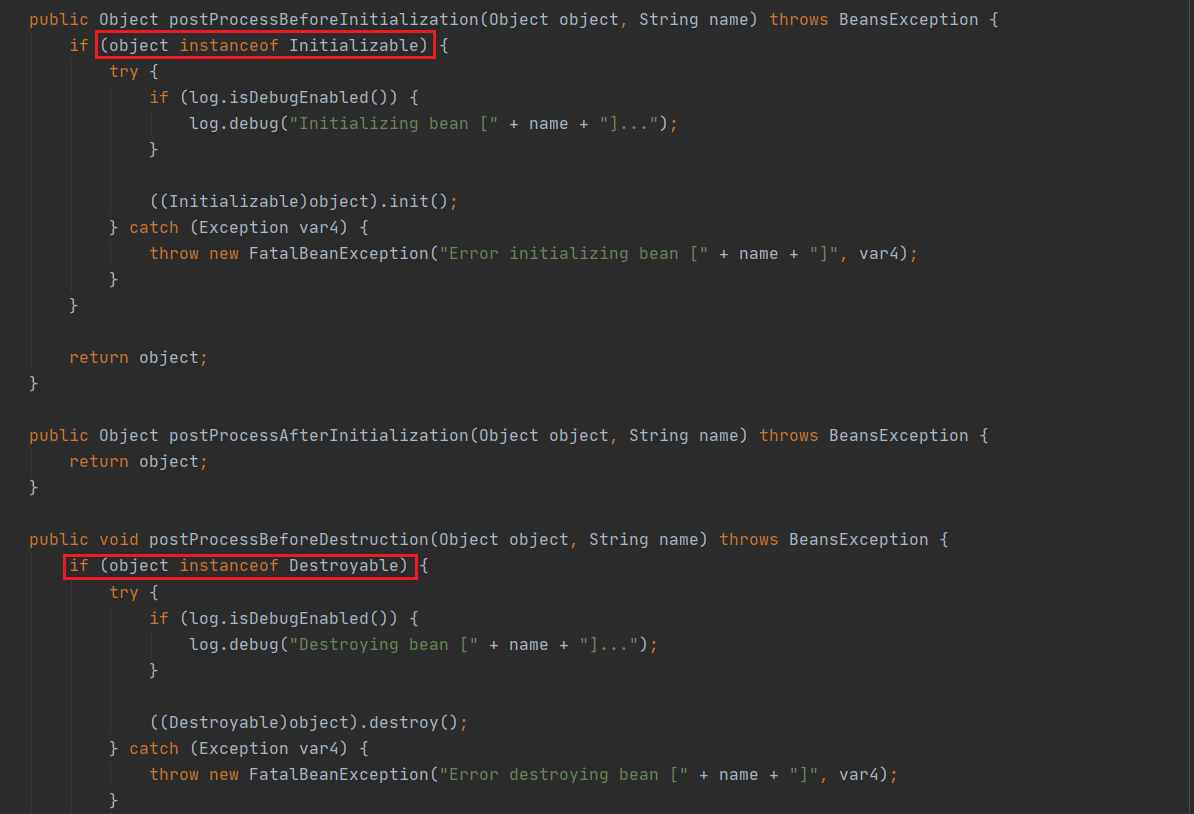 public Object postProcessBeforeInitialization(Object object, String name) throws BeansException {
if (object instanceof Initializable) {
try {
if (log.isDebugEnabled()) {
log.debug("Initializing bean [" + name + "]...");
}
((Initializable)object).init();
} catch (Exception var4) {
throw new FatalBeanException("Error initializing bean [" + name + "]", var4);
}
}
return object;
}
public Object postProcessAfterInitialization(Object object, String name) throws BeansException {
return object;
}
public void postProcessBeforeDestruction(Object object, String name) throws BeansException {
if (object instanceof Destroyable) {
try {
if (log.isDebugEnabled()) {
log.debug("Destroying bean [" + name + "]...");
}
((Destroyable)object).destroy();
} catch (Exception var4) {
throw new FatalBeanException("Error destroying bean [" + name + "]", var4);
}